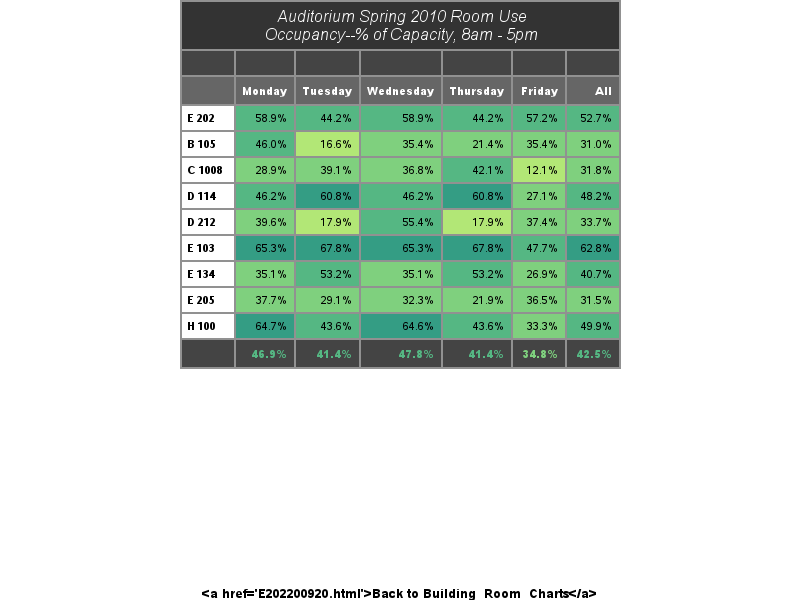 Auditorium Spring 2010 Room Use
Occupancy--% of Capacity, 8am - 5pm
Monday Tuesday Wednesday Thursday Friday All
E 202 58.9% 44.2% 58.9% 44.2% 57.2% 52.7%
B 105 46.0% 16.6% 35.4% 21.4% 35.4% 31.0%
C 1008 28.9% 39.1% 36.8% 42.1% 12.1% 31.8%
D 114 46.2% 60.8% 46.2% 60.8% 27.1% 48.2%
D 212 39.6% 17.9% 55.4% 17.9% 37.4% 33.7%
E 103 65.3% 67.8% 65.3% 67.8% 47.7% 62.8%
E 134 35.1% 53.2% 35.1% 53.2% 26.9% 40.7%
E 205 37.7% 29.1% 32.3% 21.9% 36.5% 31.5%
H 100 64.7% 43.6% 64.6% 43.6% 33.3% 49.9%
46.9% 41.4% 47.8% 41.4% 34.8% 42.5%
<a href='E202200920.html'>Back to Building_Room_Charts</a>